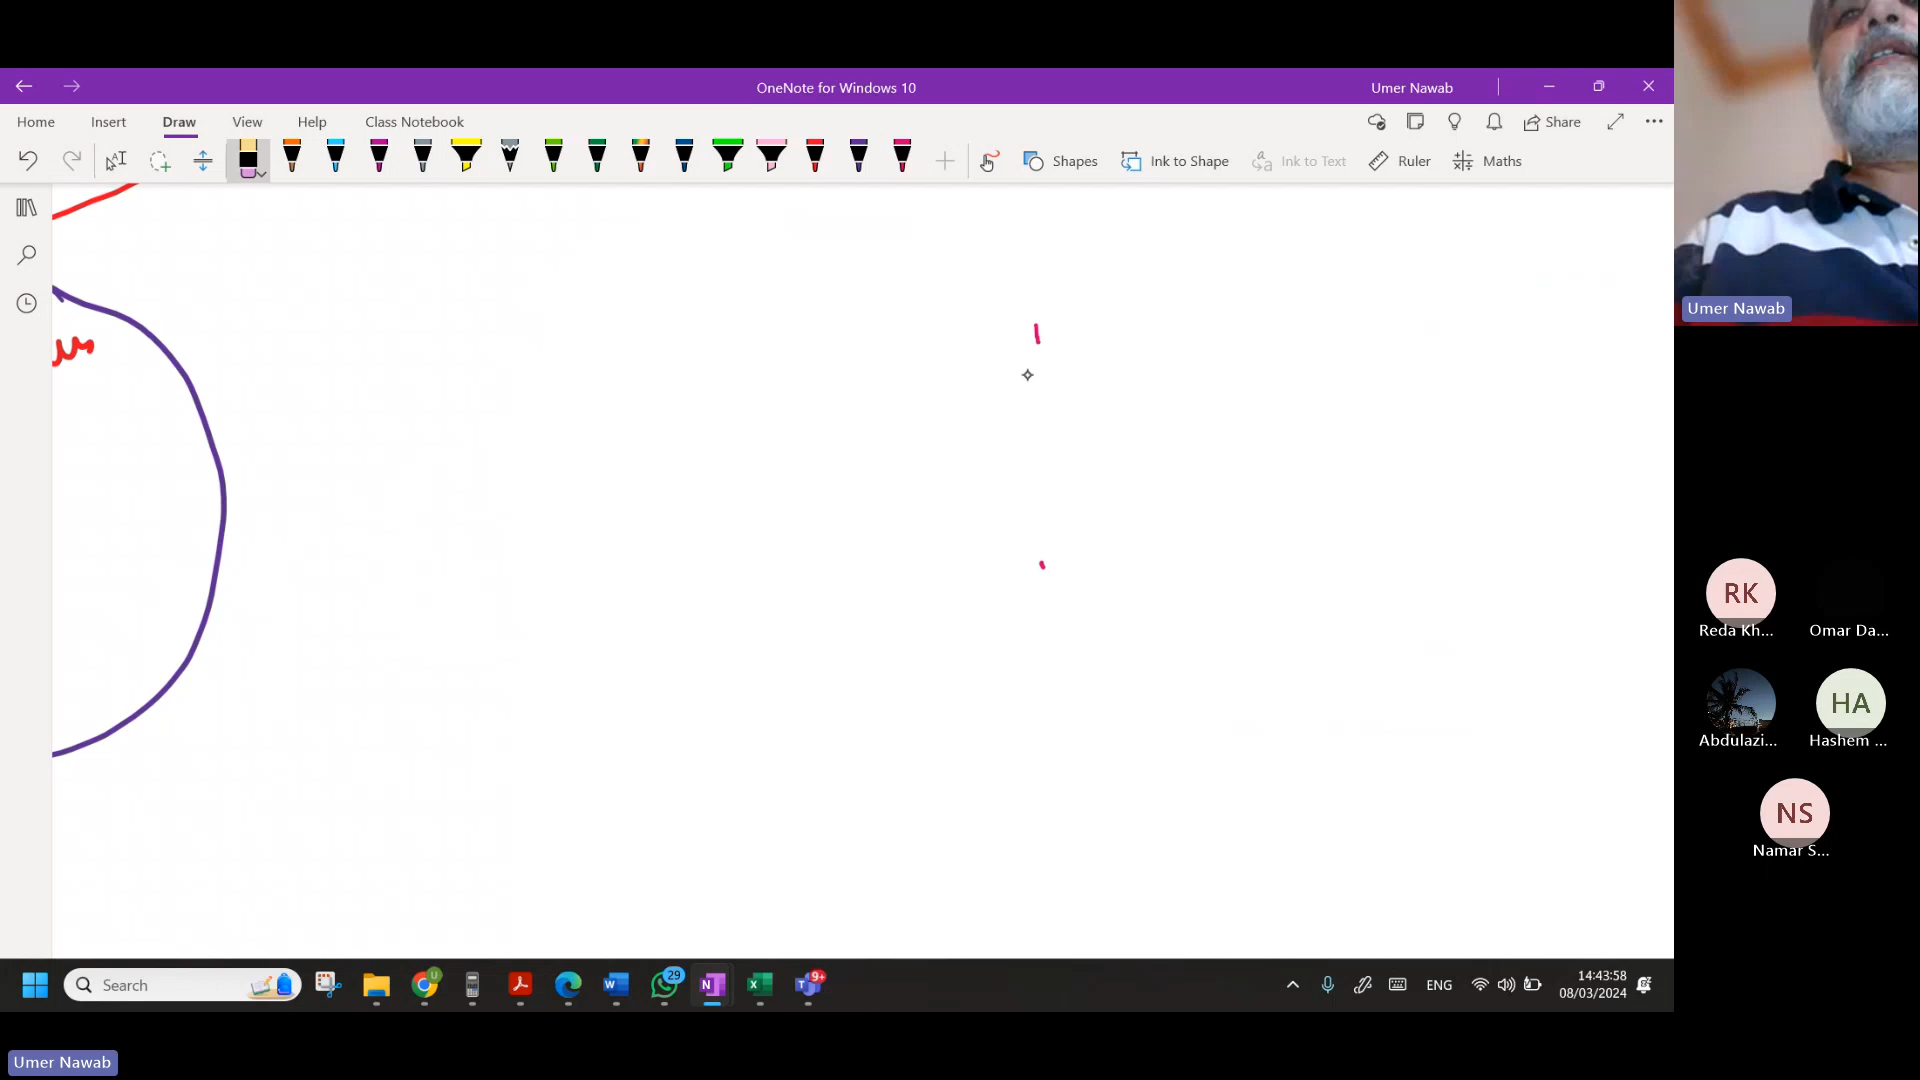 OneNote for Windows 10
Umer Nawab
Home
Insert
Draw
View
Help
Class Notebook
Share
Shapes
Ink to Shape
Ink to Text
Ruler
Maths
Umer Nawab
RK
Reda Kh...
Omar Da...
Abdulazi...
HA
Hashem ...
NS
Namar S...
Search
U
W
29
N
X
T
9+
ENG
14:43:58
08/03/2024
Umer Nawab